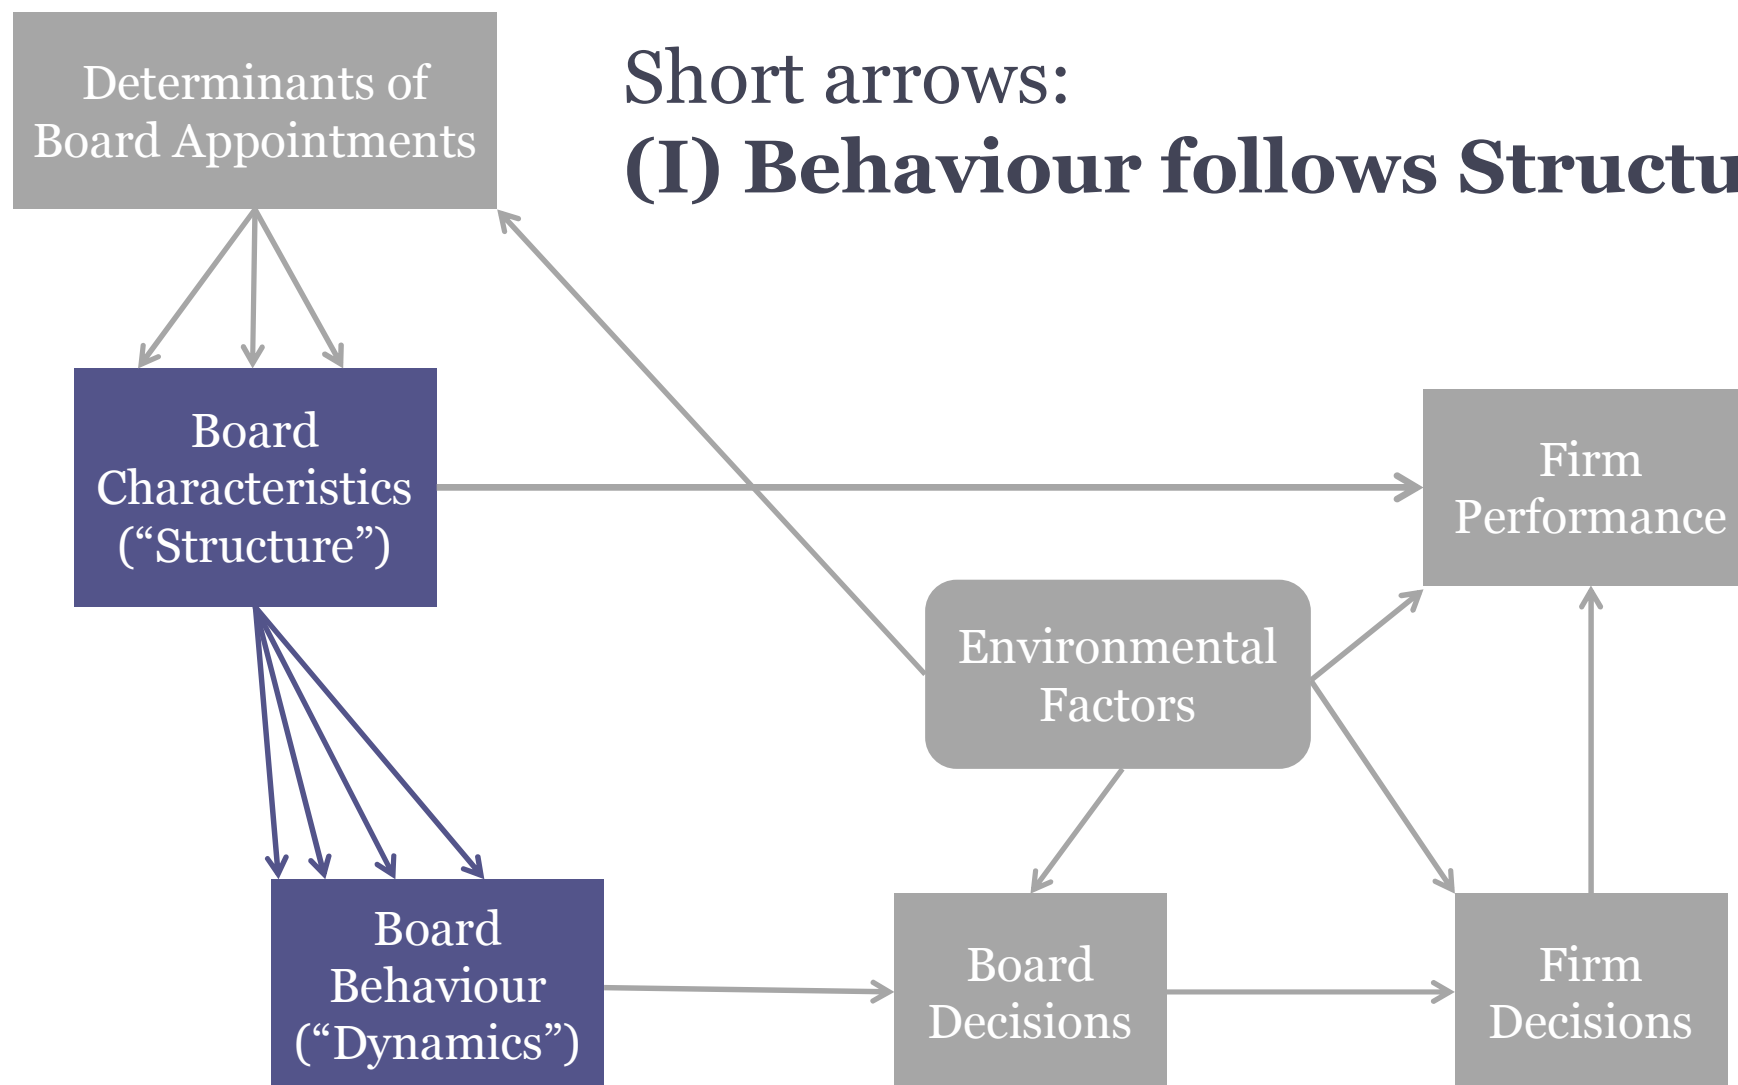 Determinants of
Board Appointments
Short arrows:
(I) Behaviour follows Structu
Board
Characteristics
(“Structure”)
Firm
Performance
Environmental
Factors
Board
Behaviour
(“Dynamics”)
Board
Decisions
Firm
Decisions